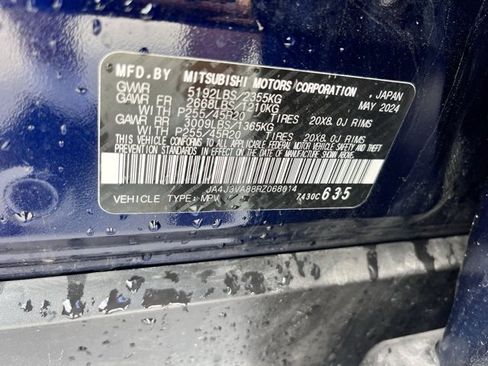 MFD.BY MITSUBISHI MOTORS CORPORATION, JAPAN
GVWR 5192LBS/2355KG MAY 2024
GAWR FR 2668LBS/1210KG
WITH P255/45R20 TIRES 20X8.0J RIMS
GAWR RR 3009LBS/1365KG
WITH P255/45R20 TIRES 20X8.0J RIMS
THIS VEHICLE CONFORMS TO ALL APPLICABLE FEDERAL MOTOR VEHICLE SAFETY AND THEFT
PREVENTION STANDARDS IN EFFECT ON THE DATE OF MANUFACTURE SHOWN ABOVE.
JA4J3VA88RZ068014
VEHICLE TYPE: MPV 7430C 635